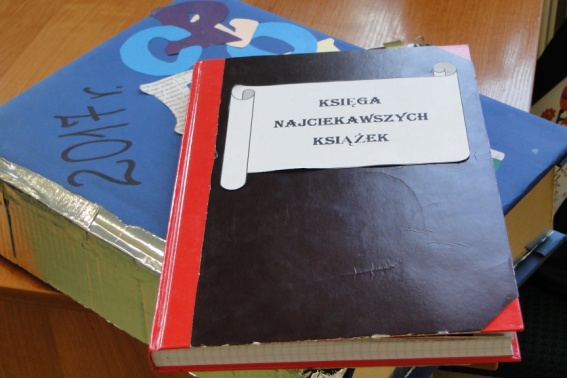 KSIĘGA
NAJCIEKAWSZYCH
KSIĄŻEK
2017 r.